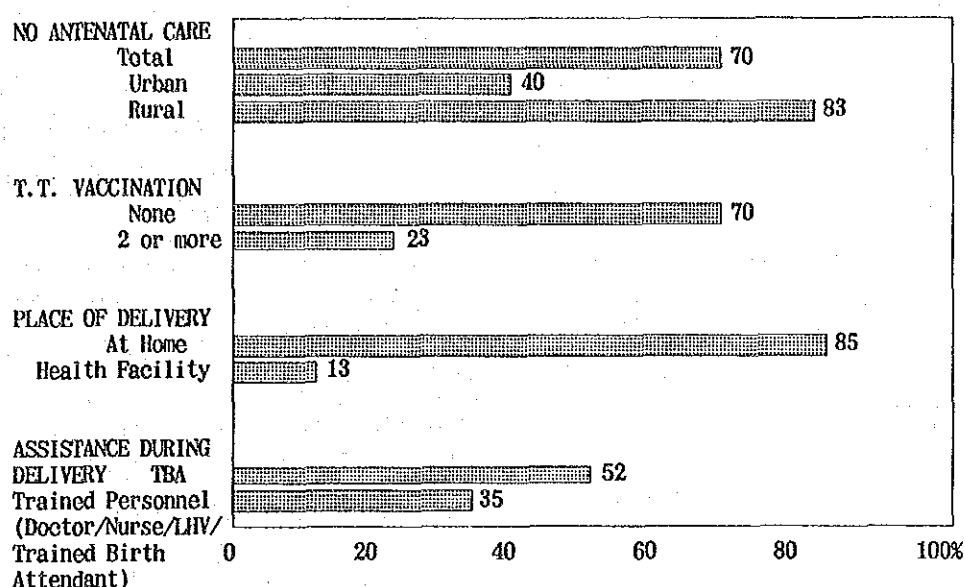 NO ANTENATAL CARE
Total 70
Urban 40
Rural 83
T.T. VACCINATION
None 70
2 or more 23
PLACE OF DELIVERY
At Home 85
Health Facility 13
ASSISTANCE DURING
DELIVERY TBA 52
Trained Personnel 35
(Doctor/Nurse/LHV/
Trained Birth 0 20 40 60 80 100%
Attendant)